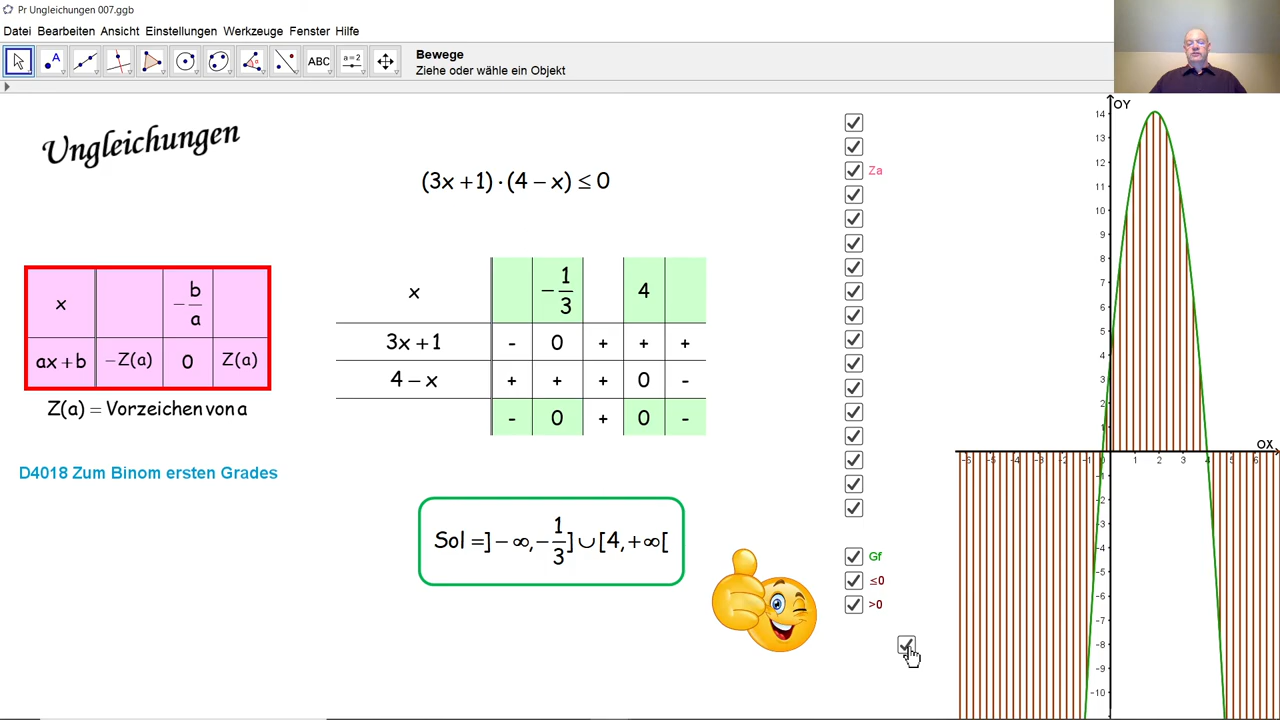 Pr Ungleichungen 007.ggb
Datei Bearbeiten Ansicht Einstellungen Werkzeuge Fenster Hilfe
A
ABC
a=2
Bewege
Ziehe oder wähle ein Objekt
Ungleichungen
(3x+1)·(4−x)≤0
Za
x −b/a
ax+b −Z(a) 0 Z(a)
Z(a) = Vorzeichen von a
D4018 Zum Binom ersten Grades
x −1/3 4
3x+1 - 0 + + +
4−x + + + 0 -
- 0 + 0 -
Sol =]−∞,−1/3]∪[4,+∞[
Gf
≤0
>0
OY
14
13
12
11
10
9
8
7
6
5
4
3
2
1
OX
-6 -5 -4 -3 -2 -1 0 1 2 3 4 5 6
-1
-2
-3
-4
-5
-6
-7
-8
-9
-10